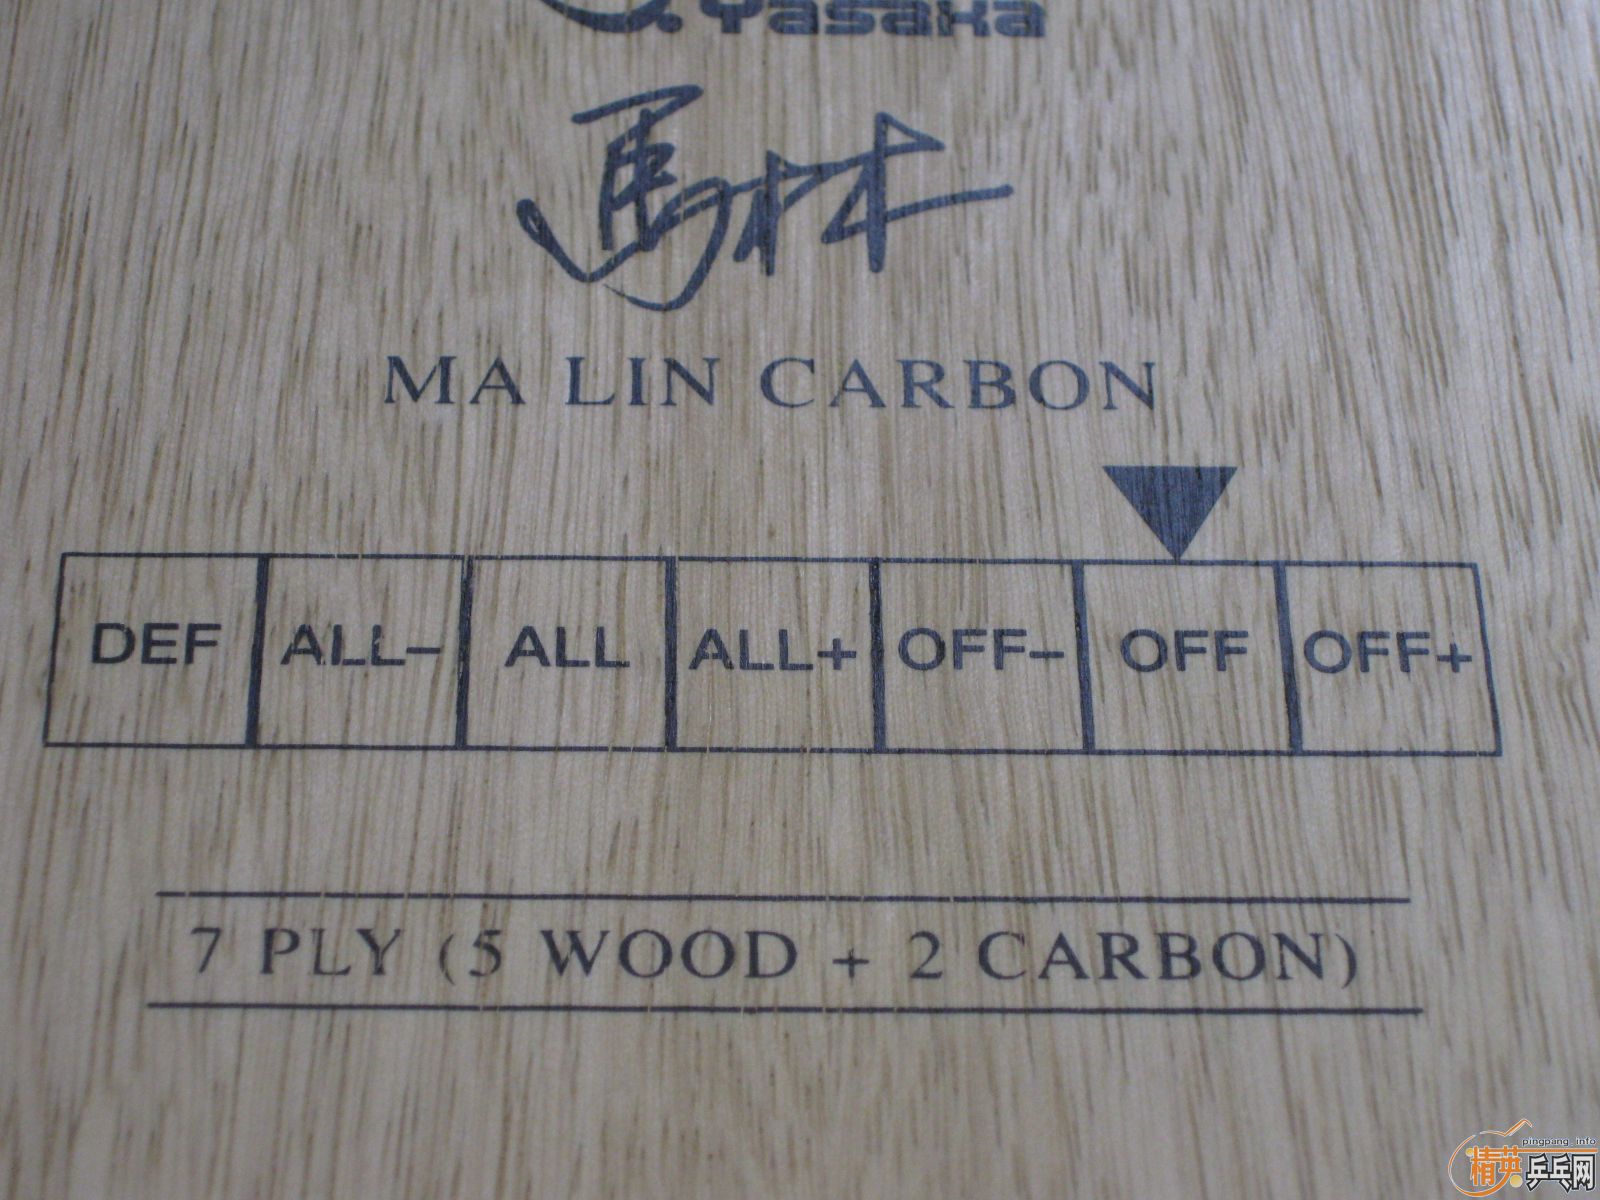 Yasaka
馬林
MA LIN CARBON
DEF ALL- ALL ALL+ OFF- OFF OFF+
7 PLY (5 WOOD + 2 CARBON)
pingpang_info
精英乒乓网